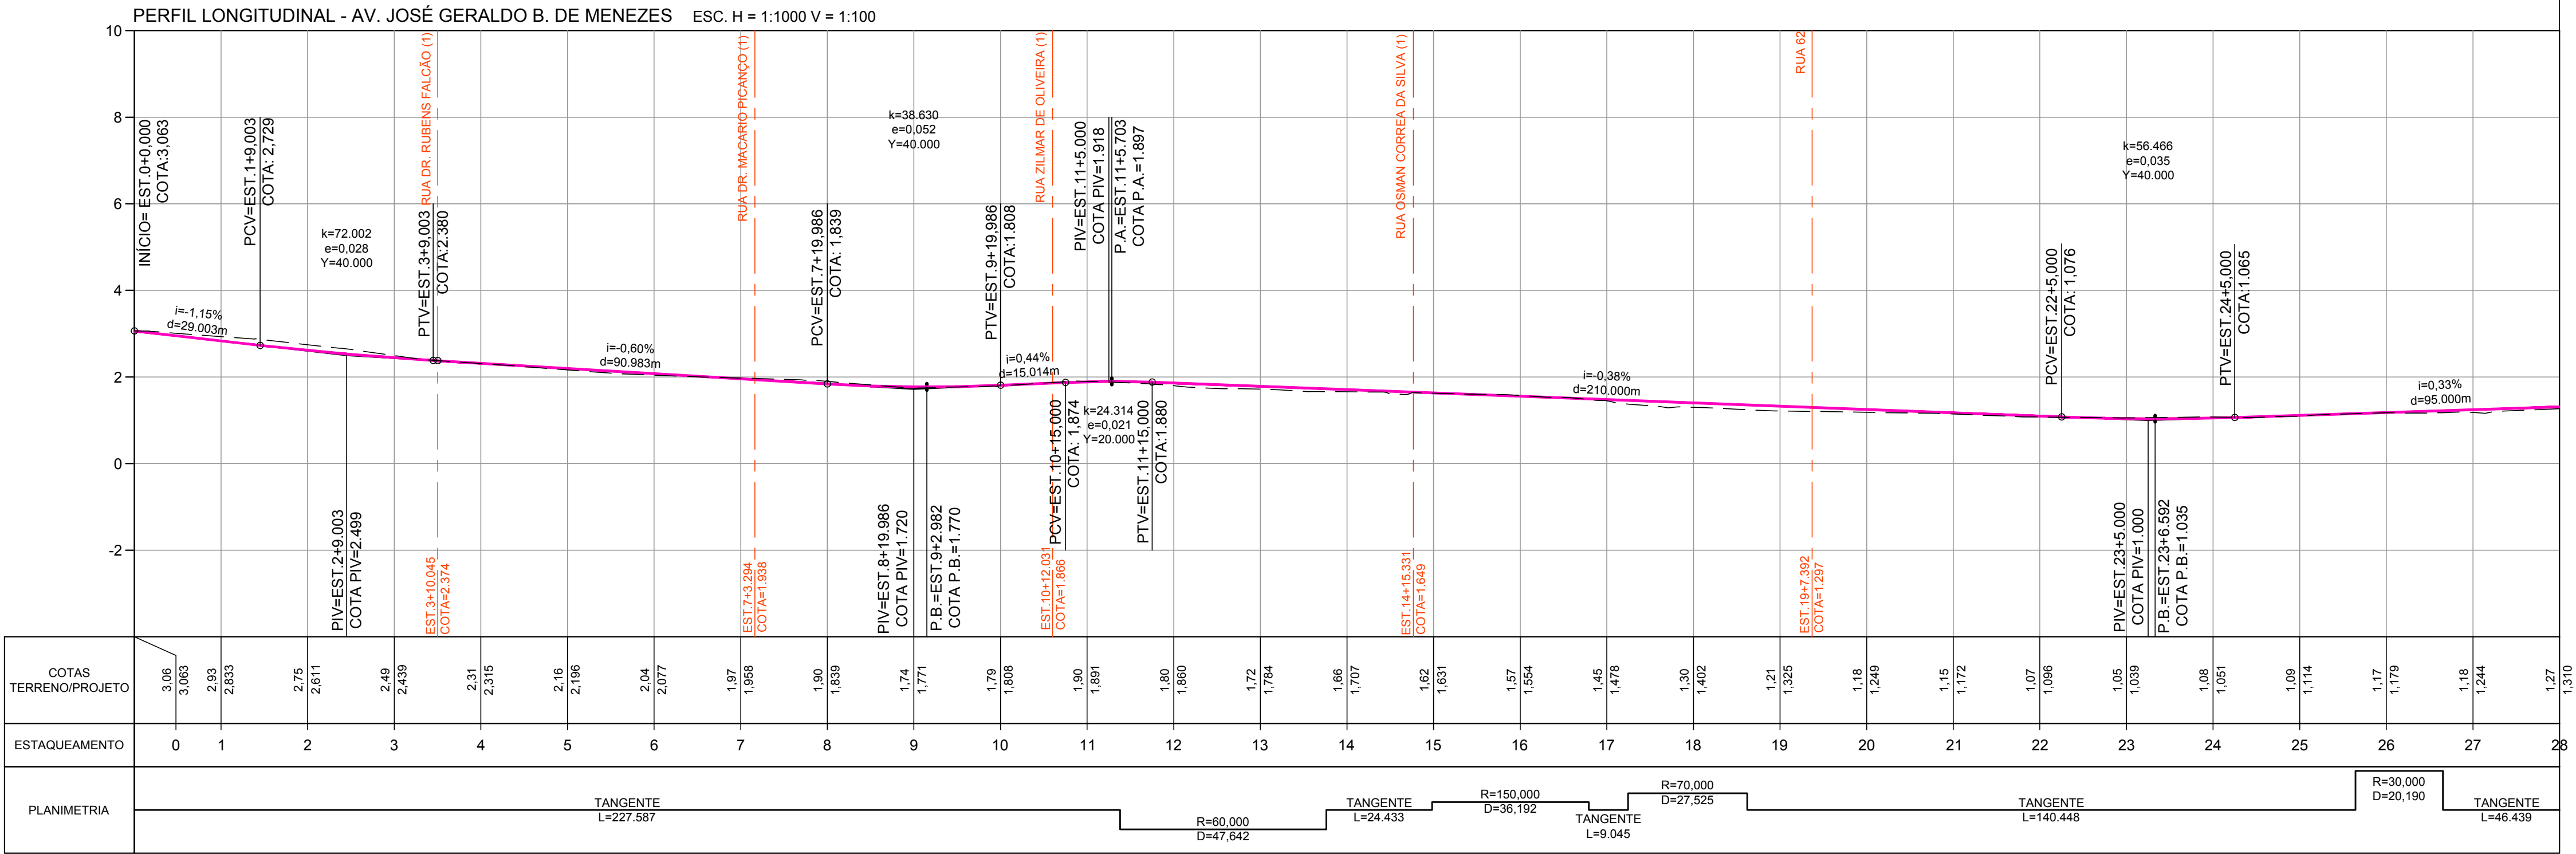 PERFIL LONGITUDINAL - AV. JOSÉ GERALDO B. DE MENEZES ESC. H = 1:1000 V = 1:100
10
8
6
4
2
0
-2
INÍCIO= EST.0+0,000
COTA:3,063
i=-1,15%
d=29.003m
PCV=EST.1+9,003
COTA: 2,729
k=72.002
e=0,028
Y=40.000
PIV=EST.2+9.003
COTA PIV=2.499
PTV=EST.3+9,003
COTA:2.380
RUA DR. RUBENS FALCÃO (1)
EST.3+10.045
COTA=2.374
i=-0,60%
d=90.983m
RUA DR. MACARIO PICANÇO (1)
EST.7+3.294
COTA=1.938
PCV=EST.7+19,986
COTA: 1,839
k=38.630
e=0,052
Y=40.000
PIV=EST.8+19.986
COTA PIV=1.720
P.B.=EST.9+2.982
COTA P.B.=1.770
PTV=EST.9+19,986
COTA:1.808
i=0,44%
d=15.014m
RUA ZILMAR DE OLIVEIRA (1)
EST.10+12.031
COTA=1.866
PCV=EST.10+15,000
COTA: 1,874
PIV=EST.11+5.000
COTA PIV=1.918
P.A.=EST.11+5.703
COTA P.A.=1.897
k=24.314
e=0,021
Y=20.000
PTV=EST.11+15,000
COTA:1.880
RUA OSMAN CORREA DA SILVA (1)
EST.14+15.331
COTA=1.649
i=-0,38%
d=210.000m
RUA 62
EST.19+7.392
COTA=1.297
PCV=EST.22+5,000
COTA: 1,076
k=56.466
e=0,035
Y=40.000
PIV=EST.23+5.000
COTA PIV=1.000
P.B.=EST.23+6.592
COTA P.B.=1.035
PTV=EST.24+5,000
COTA:1.065
i=0,33%
d=95.000m
COTAS
TERRENO/PROJETO
3,06
3,063
2,93
2,833
2,75
2,611
2,49
2,439
2,31
2,315
2,16
2,196
2,04
2,077
1,97
1,958
1,90
1,839
1,74
1,771
1,79
1,808
1,90
1,891
1,80
1,860
1,72
1,784
1,66
1,707
1,62
1,631
1,57
1,554
1,45
1,478
1,30
1,402
1,21
1,325
1,18
1,249
1,15
1,172
1,07
1,096
1,05
1,039
1,08
1,051
1,09
1,114
1,17
1,179
1,18
1,244
1,27
1,310
ESTAQUEAMENTO 0 1 2 3 4 5 6 7 8 9 10 11 12 13 14 15 16 17 18 19 20 21 22 23 24 25 26 27 28
PLANIMETRIA
TANGENTE
L=227.587
R=60,000
D=47,642
TANGENTE
L=24.433
R=150,000
D=36,192
TANGENTE
L=9.045
R=70,000
D=27,525
TANGENTE
L=140.448
R=30,000
D=20,190
TANGENTE
L=46.439